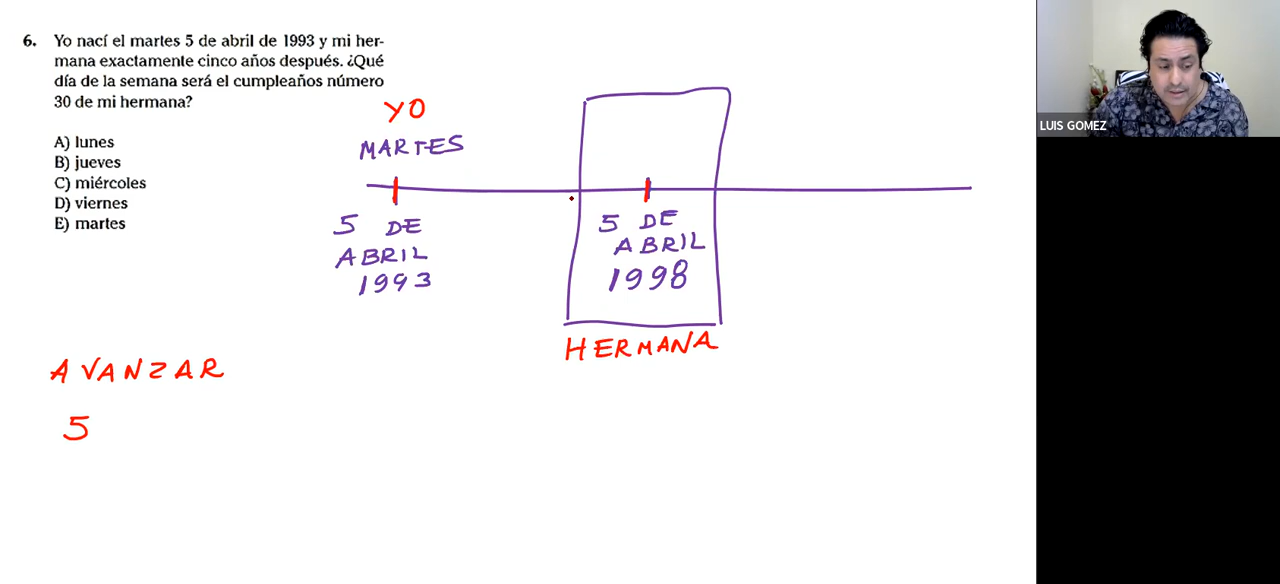 6. Yo nací el martes 5 de abril de 1993 y mi her-
mana exactamente cinco años después. ¿Qué
día de la semana será el cumpleaños número
30 de mi hermana?
A) lunes
B) jueves
C) miércoles
D) viernes
E) martes
YO
MARTES
5 DE
ABRIL
1993
5 DE
ABRIL
1998
HERMANA
AVANZAR
5
LUIS GOMEZ